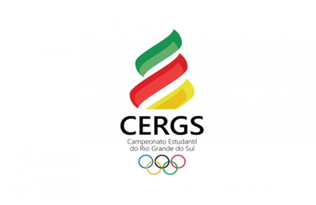 CERGS
Campeonato Estudantil
do Rio Grande do Sul